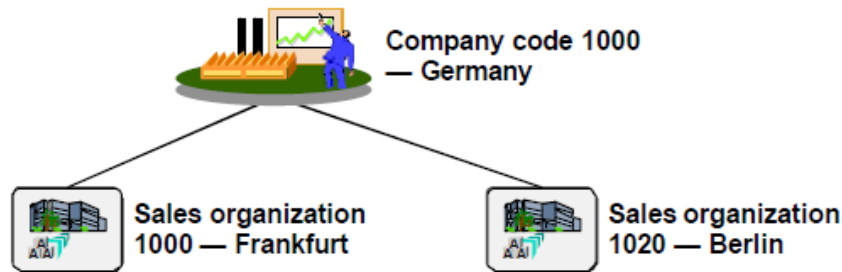 Company code 1000
— Germany
Sales organization
1000 — Frankfurt
Sales organization
1020 — Berlin